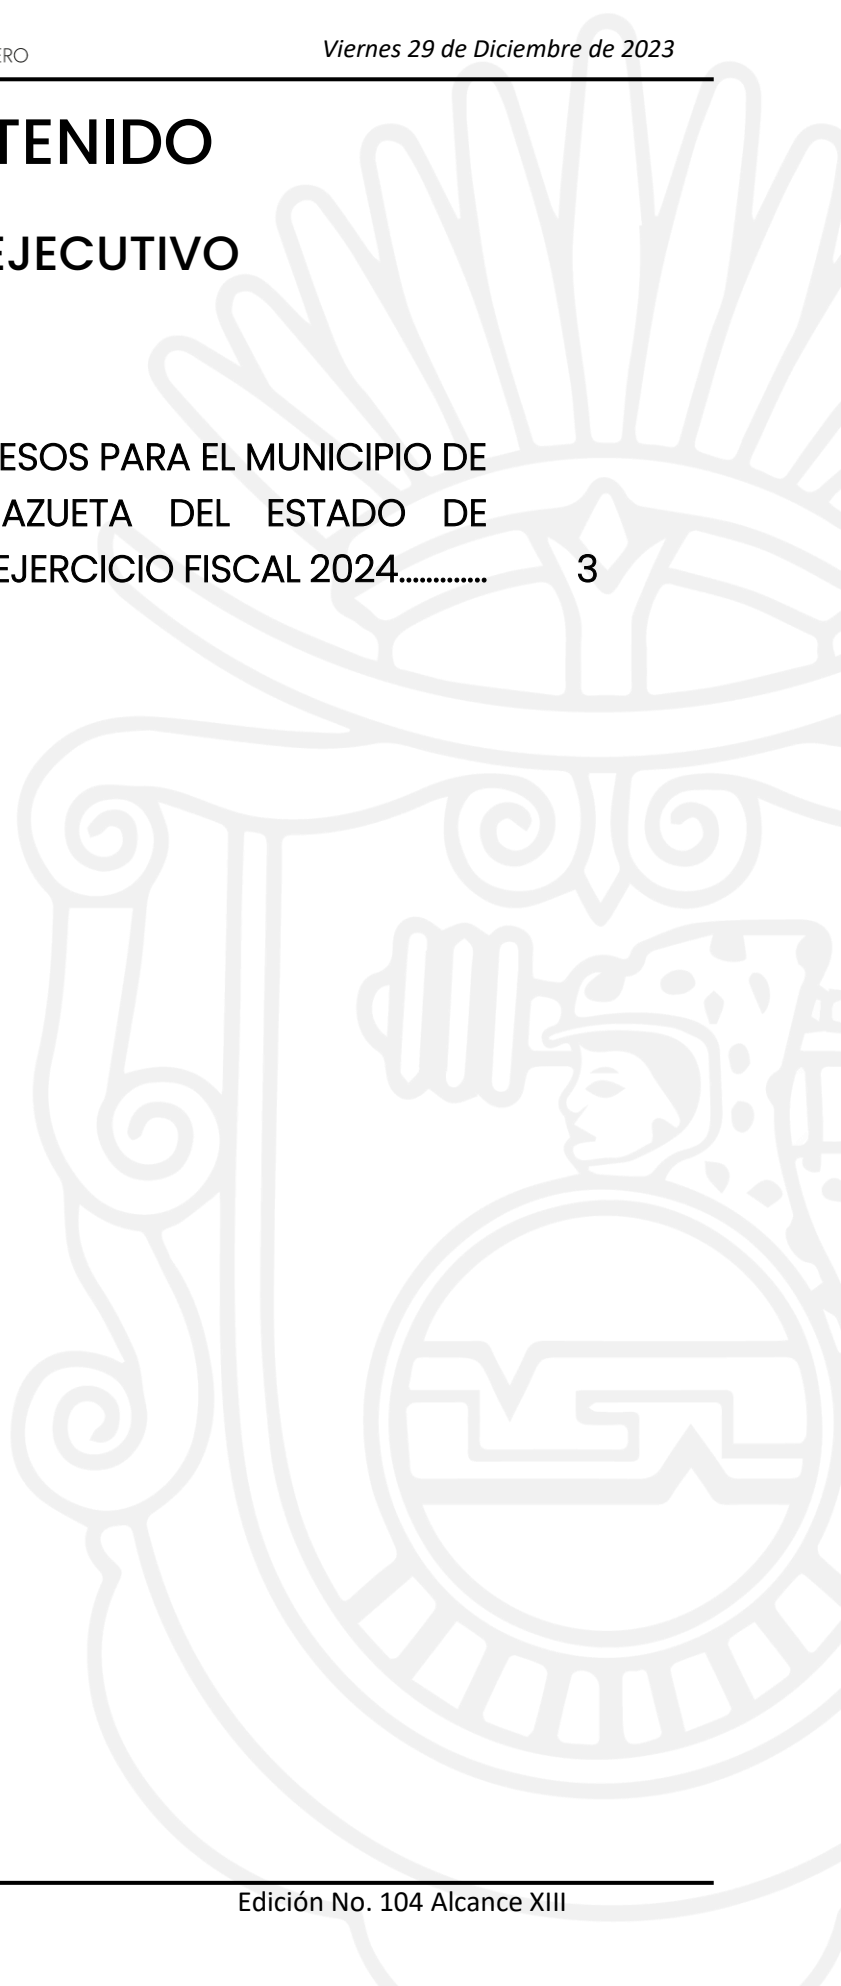 ERO
Viernes 29 de Diciembre de 2023
TENIDO
EJECUTIVO
ESOS PARA EL MUNICIPIO DE
AZUETA DEL ESTADO DE
EJERCICIO FISCAL 2024............. 3
Edición No. 104 Alcance XIII